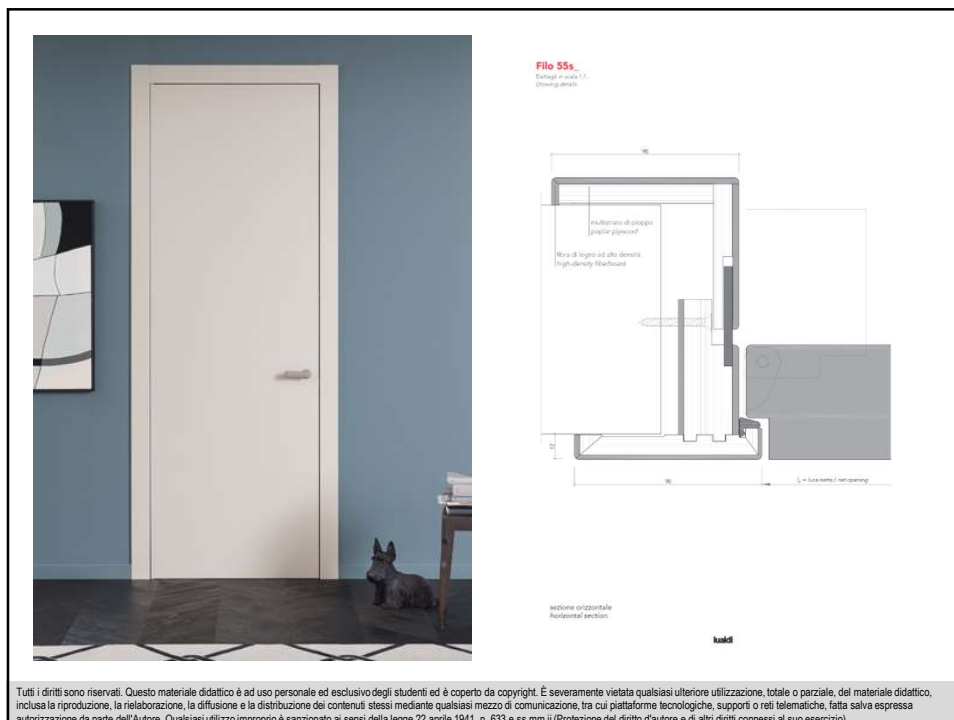 Filo 55s_
Dettagli in scala 1:1.
Drawing details
90
multistrato di pioppo
poplar plywood
fibra di legno ad alta densità
high-density fiberboard
12
90
L = luce netta / net opening
sezione orizzontale
horizontal section
lualdi
Tutti i diritti sono riservati. Questo materiale didattico è ad uso personale ed esclusivo degli studenti ed è coperto da copyright. È severamente vietata qualsiasi ulteriore utilizzazione, totale o parziale, del materiale didattico,
inclusa la riproduzione, la rielaborazione, la diffusione e la distribuzione dei contenuti stessi mediante qualsiasi mezzo di comunicazione, tra cui piattaforme tecnologiche, supporti o reti telematiche, fatta salva espressa
autorizzazione da parte dell'Autore. Qualsiasi utilizzo improprio è sanzionato ai sensi della legge 22 aprile 1941, n. 633 e ss.mm.ii (Protezione del diritto d'autore e di altri diritti connessi al suo esercizio)